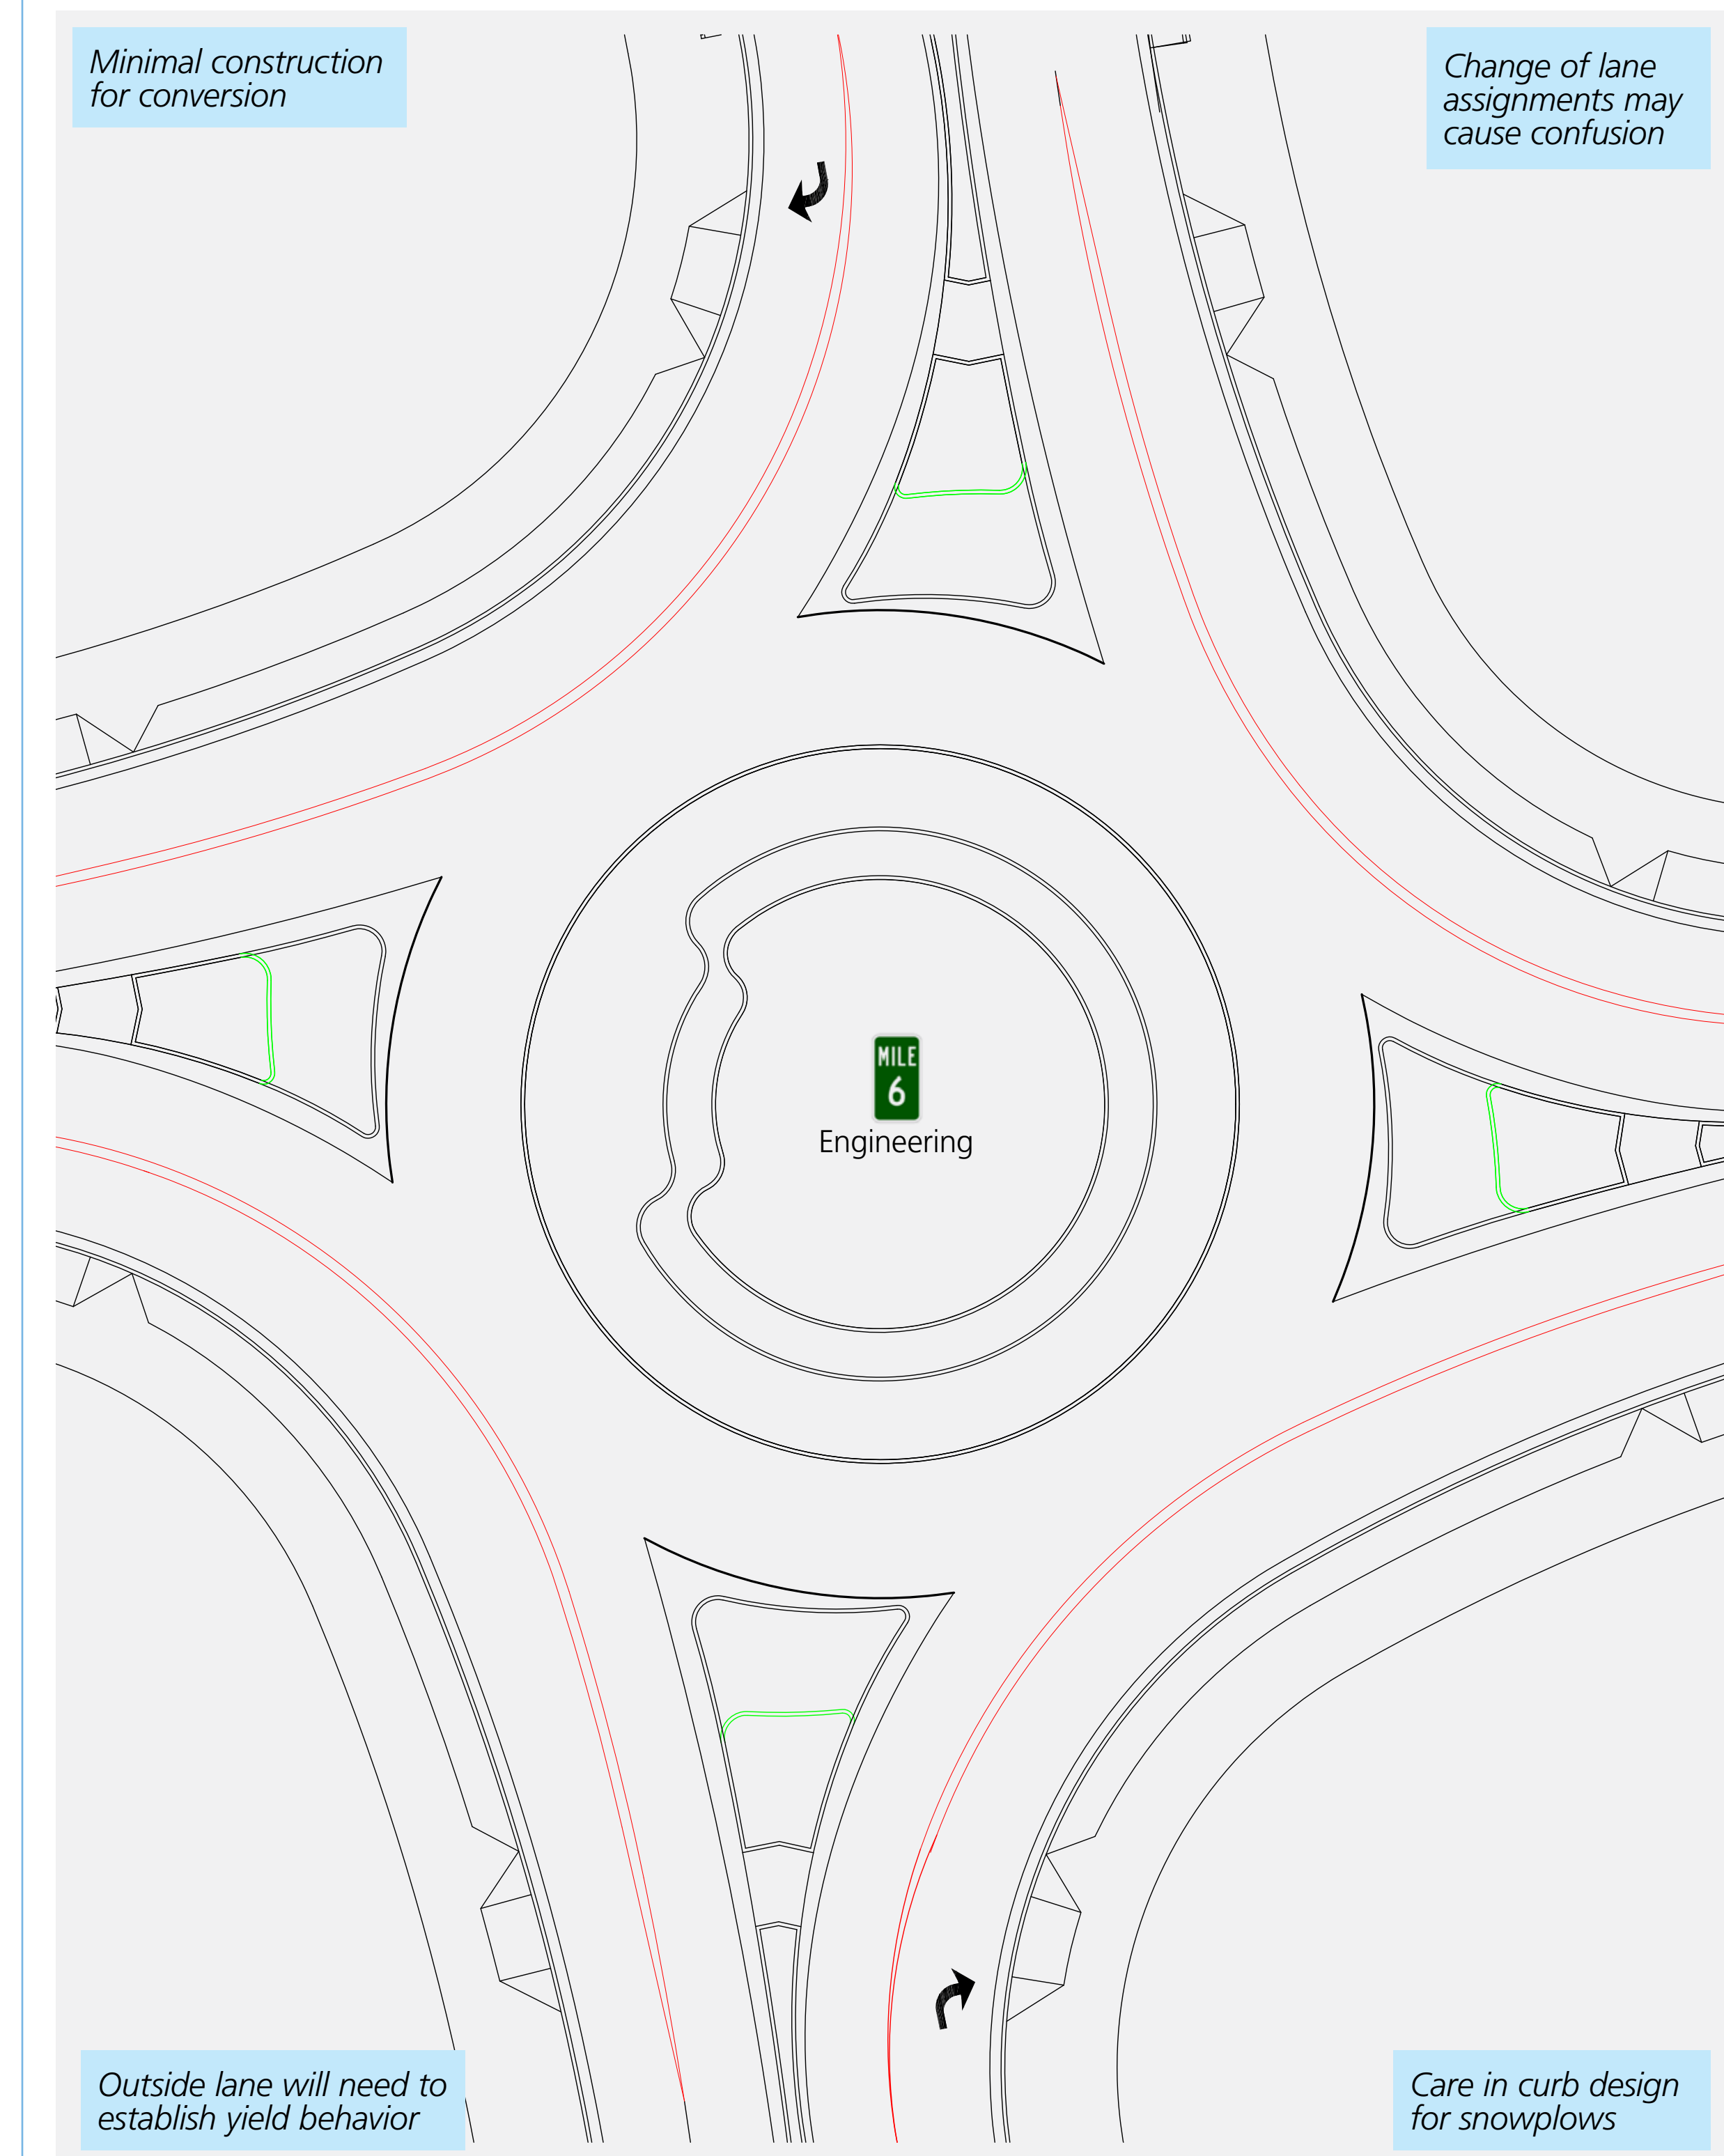 Minimal construction
for conversion
Change of lane
assignments may
cause confusion
MILE
6
Engineering
Outside lane will need to
establish yield behavior
Care in curb design
for snowplows